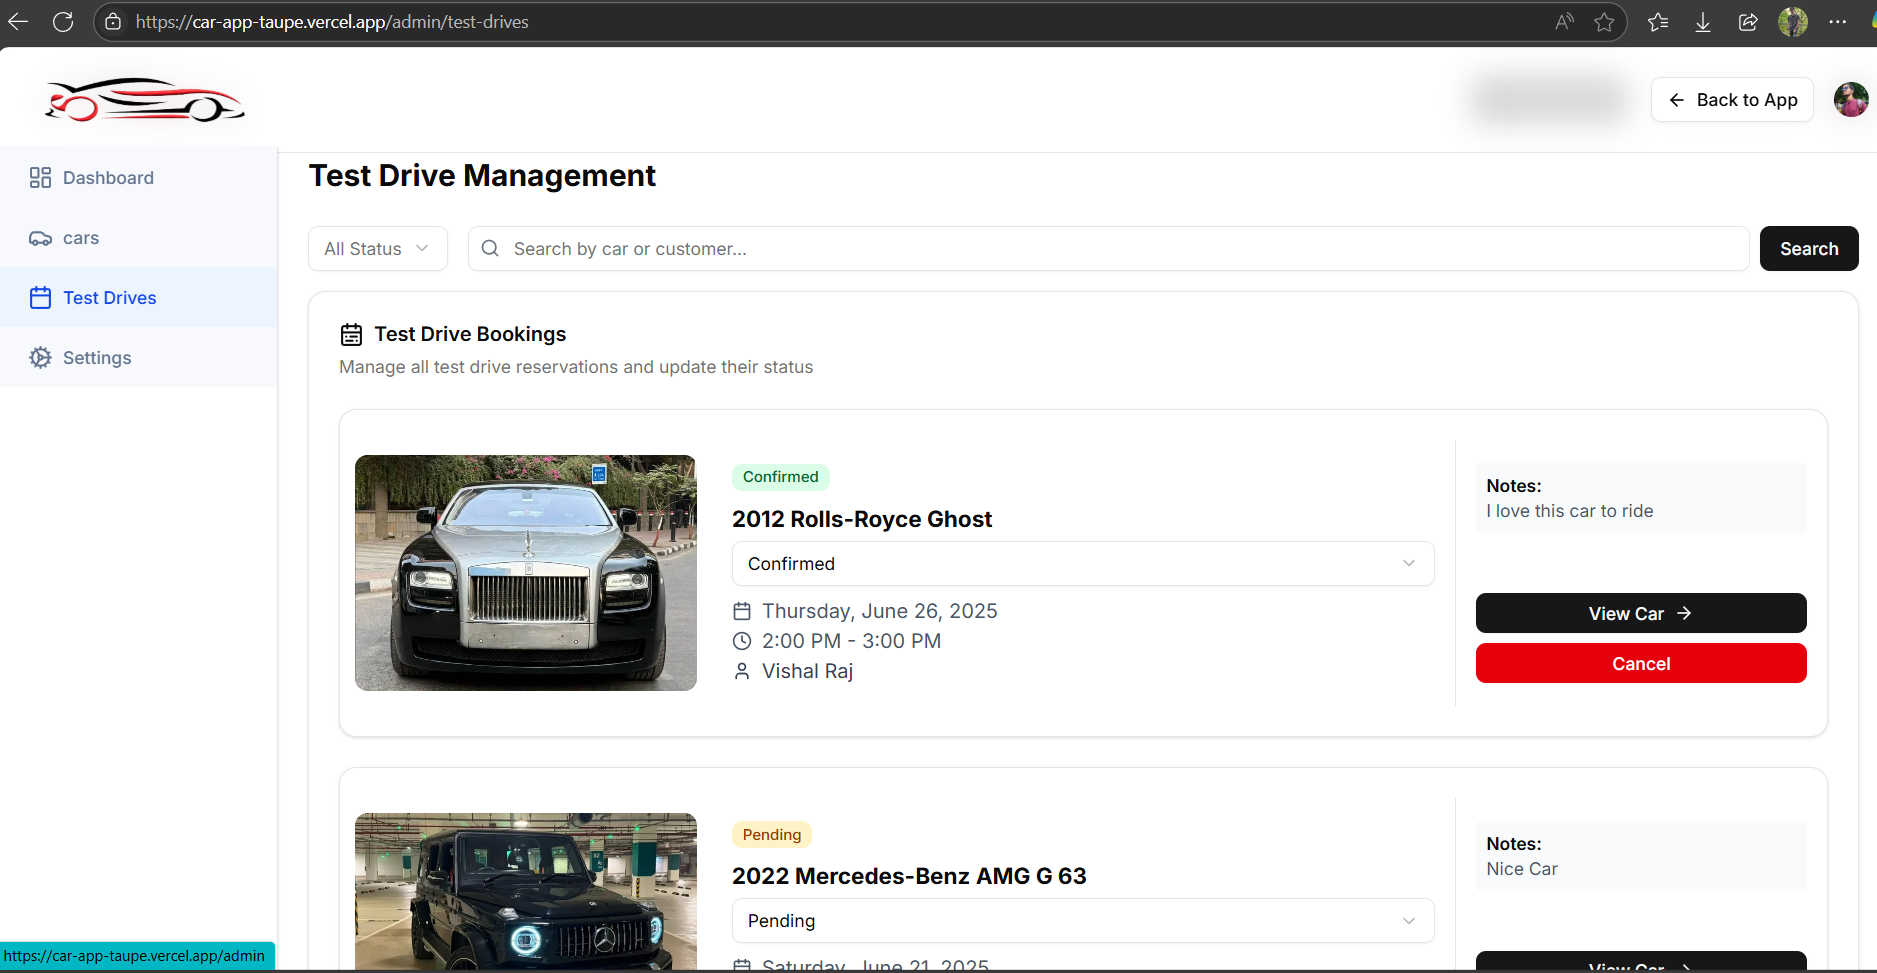 https://car-app-taupe.vercel.app/admin/test-drives
Back to App
Dashboard
cars
Test Drives
Settings
Test Drive Management
All Status
Search by car or customer...
Search
Test Drive Bookings
Manage all test drive reservations and update their status
Confirmed
2012 Rolls-Royce Ghost
Confirmed
Thursday, June 26, 2025
2:00 PM - 3:00 PM
Vishal Raj
Notes:
I love this car to ride
View Car
Cancel
Pending
2022 Mercedes-Benz AMG G 63
Pending
Saturday, June 21, 2025
Notes:
Nice Car
View Car
https://car-app-taupe.vercel.app/admin